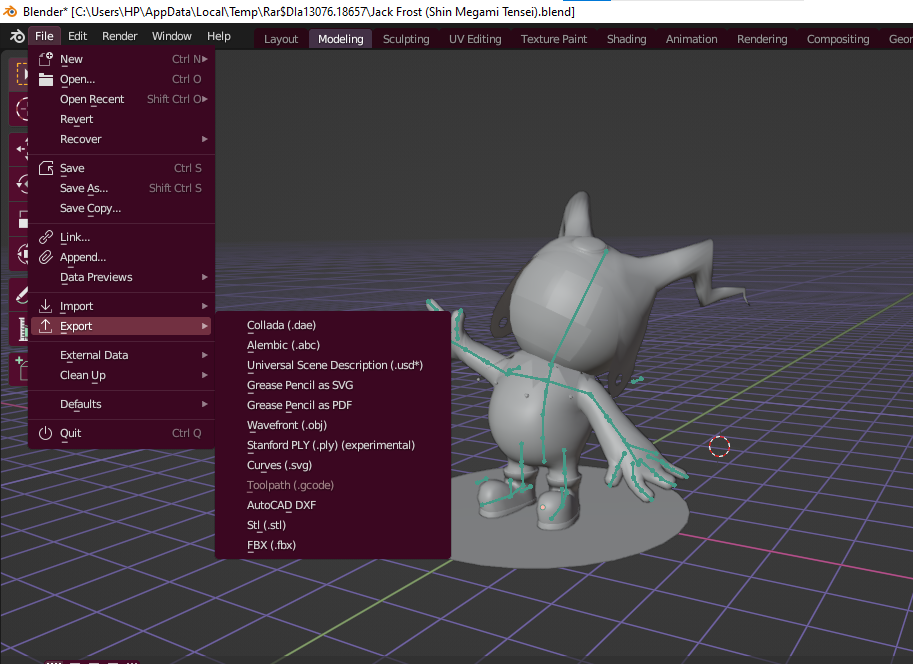 Blender* [C:\Users\HP\AppData\Local\Temp\Rar$DIa13076.18657\Jack Frost (Shin Megami Tensei).blend]
File Edit Render Window Help Layout Modeling Sculpting UV Editing Texture Paint Shading Animation Rendering Compositing Geor
New Ctrl N
Open... Ctrl O
Open Recent Shift Ctrl O
Revert
Recover
Save Ctrl S
Save As... Shift Ctrl S
Save Copy...
Link...
Append...
Data Previews
Import
Export
External Data
Clean Up
Defaults
Quit Ctrl Q
Collada (.dae)
Alembic (.abc)
Universal Scene Description (.usd*)
Grease Pencil as SVG
Grease Pencil as PDF
Wavefront (.obj)
Stanford PLY (.ply) (experimental)
Curves (.svg)
Toolpath (.gcode)
AutoCAD DXF
Stl (.stl)
FBX (.fbx)